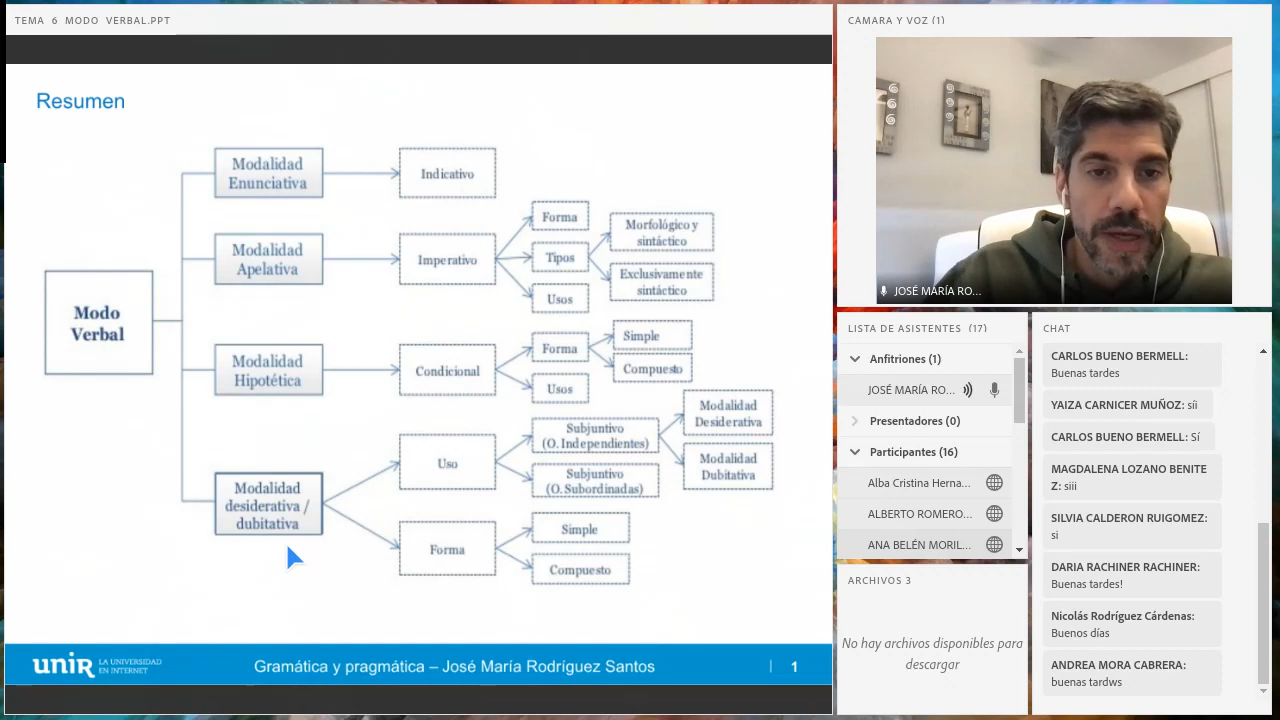 TEMA 6 MODO VERBAL.PPT
Resumen
Modo
Verbal
Modalidad
Enunciativa
Indicativo
Modalidad
Apelativa
Imperativo
Forma
Tipos
Usos
Morfológico y
sintáctico
Exclusivamente
sintáctico
Modalidad
Hipotética
Condicional
Forma
Usos
Simple
Compuesto
Modalidad
desiderativa /
dubitativa
Uso
Subjuntivo
(O. Independientes)
Subjuntivo
(O. Subordinadas)
Modalidad
Desiderativa
Modalidad
Dubitativa
Forma
Simple
Compuesto
unir LA UNIVERSIDAD
EN INTERNET
Gramática y pragmática – José María Rodríguez Santos
| 1
CAMARA Y VOZ (1)
JOSÉ MARÍA RO...
LISTA DE ASISTENTES (17)
Anfitriones (1)
JOSÉ MARÍA RO...
Presentadores (0)
Participantes (16)
Alba Cristina Herna...
ALBERTO ROMERO...
ANA BELÉN MORIL...
ARCHIVOS 3
No hay archivos disponibles para
descargar
CHAT
CARLOS BUENO BERMELL:
Buenas tardes
YAIZA CARNICER MUÑOZ: síi
CARLOS BUENO BERMELL: Sí
MAGDALENA LOZANO BENITE
Z: siii
SILVIA CALDERON RUIGOMEZ:
si
DARIA RACHINER RACHINER:
Buenas tardes!
Nicolás Rodríguez Cárdenas:
Buenos días
ANDREA MORA CABRERA:
buenas tardws